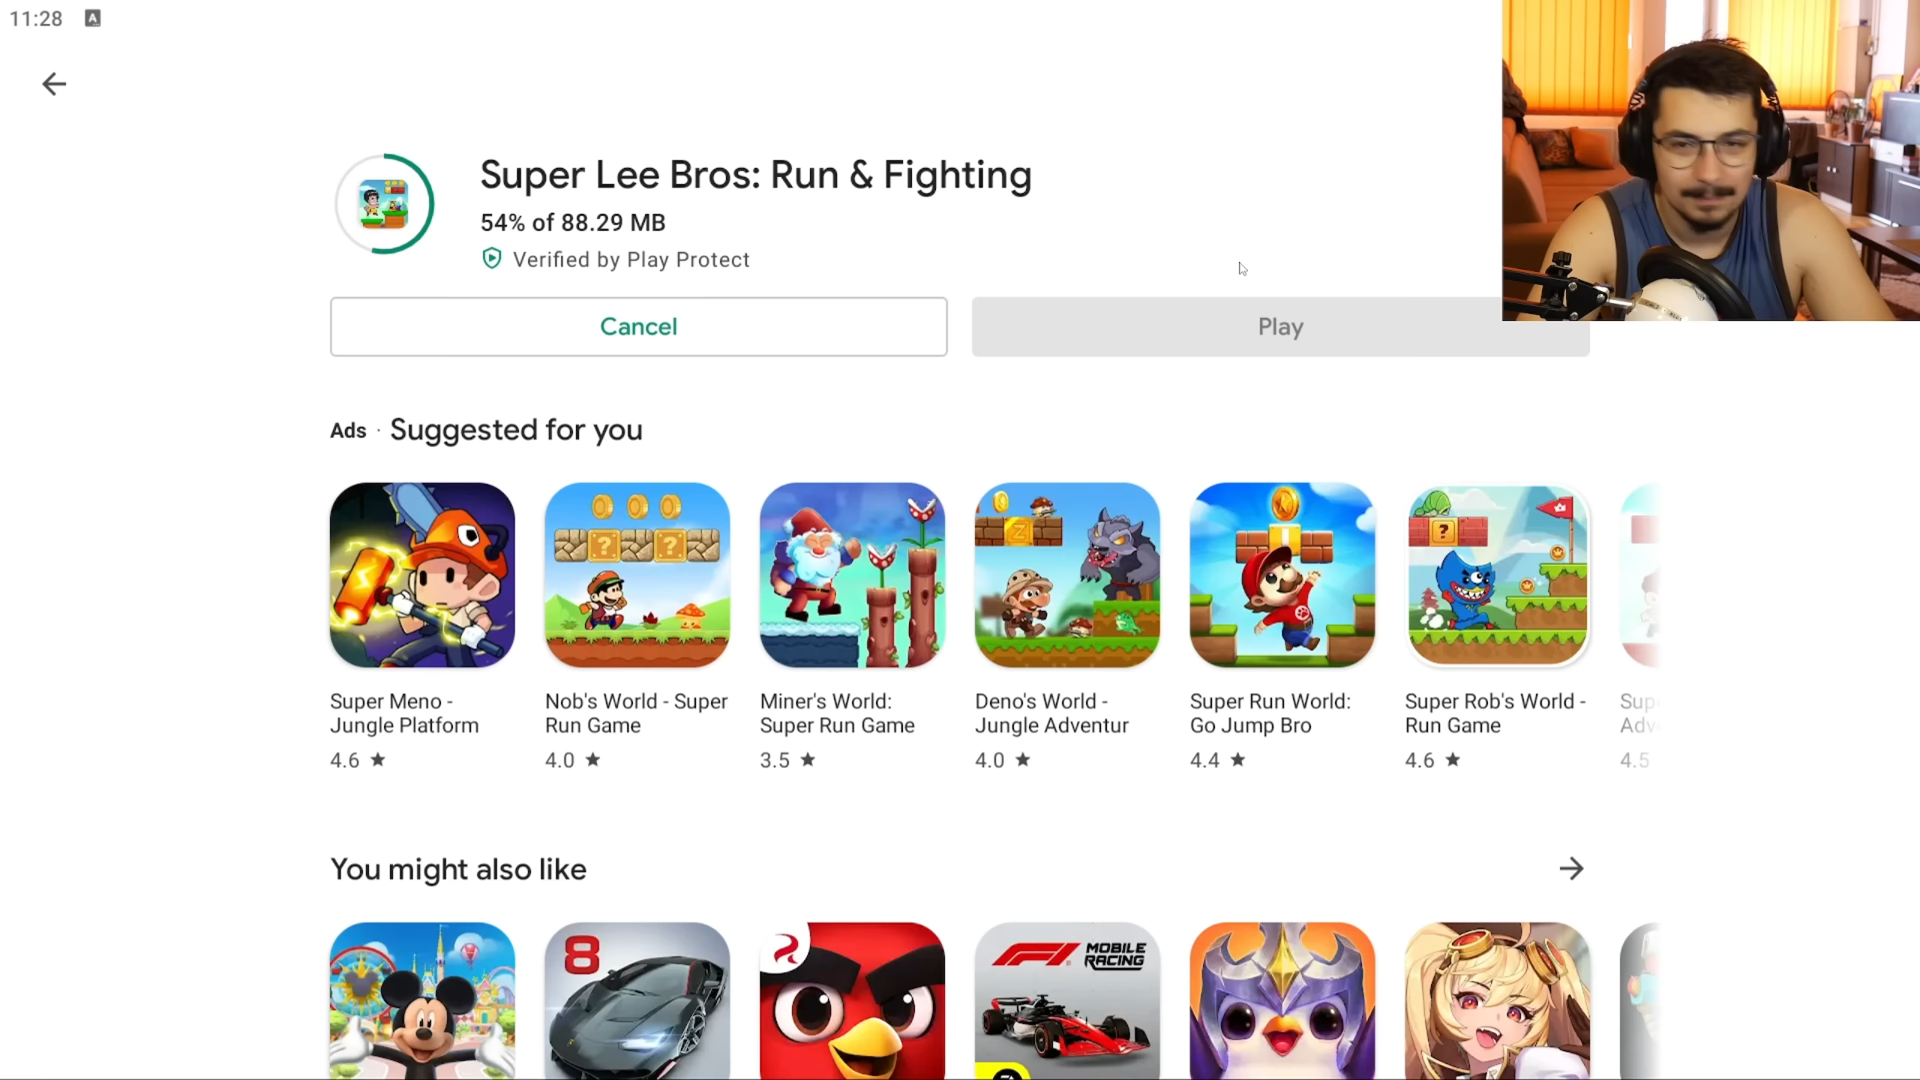 11:28
A
Super Lee Bros: Run & Fighting
54% of 88.29 MB
Verified by Play Protect
Cancel
Play
Ads · Suggested for you
Super Meno -
Jungle Platform
4.6 ★
Nob's World - Super
Run Game
4.0 ★
Miner's World:
Super Run Game
3.5 ★
Deno's World -
Jungle Adventur
4.0 ★
Super Run World:
Go Jump Bro
4.4 ★
Super Rob's World -
Run Game
4.6 ★
4.5
You might also like
8
F1 MOBILE
RACING